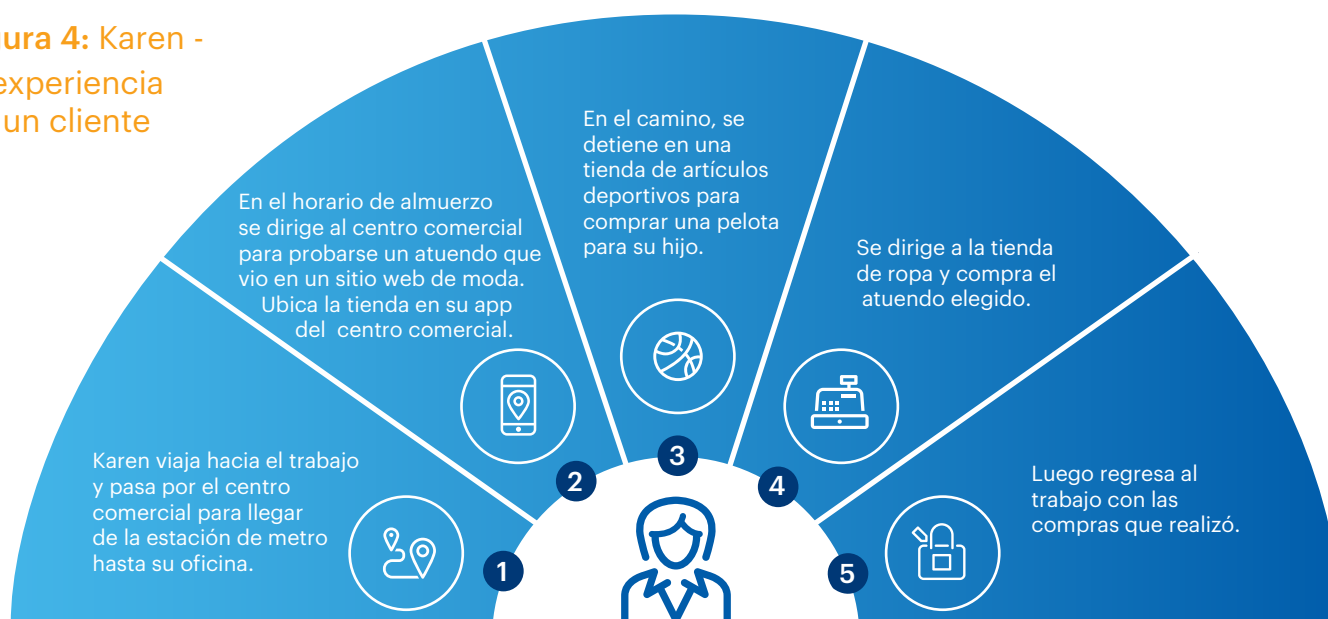 ura 4: Karen -
experiencia
un cliente
Karen viaja hacia el trabajo
y pasa por el centro
comercial para llegar
de la estación de metro
hasta su oficina.
1
En el horario de almuerzo
se dirige al centro comercial
para probarse un atuendo que
vio en un sitio web de moda.
Ubica la tienda en su app
del centro comercial.
2
En el camino, se
detiene en una
tienda de artículos
deportivos para
comprar una pelota
para su hijo.
3
Se dirige a la tienda
de ropa y compra el
atuendo elegido.
4
Luego regresa al
trabajo con las
compras que realizó.
5